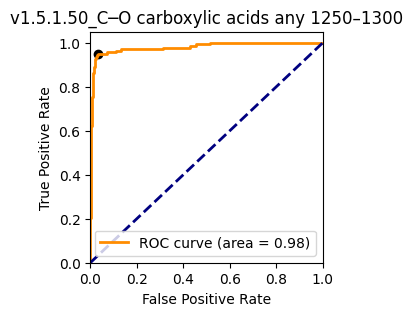 v1.5.1.50_C─O carboxylic acids any 1250–1300
1.0
0.8
0.6
0.4
0.2
0.0
True Positive Rate
ROC curve (area = 0.98)
0.0 0.2 0.4 0.6 0.8 1.0
False Positive Rate